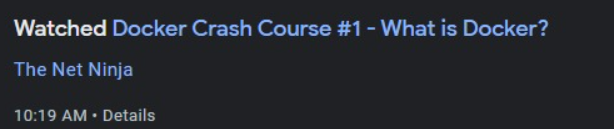 Watched Docker Crash Course #1 - What is Docker?
The Net Ninja
10:19 AM • Details